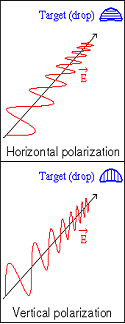 Target (drop)
E
Horizontal polarization
Target (drop)
E
Vertical polarization